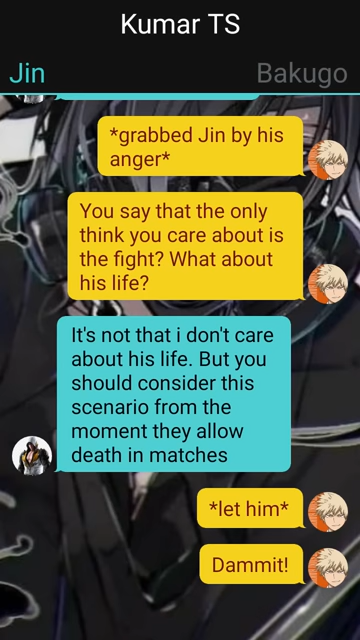 Kumar TS
Jin
Bakugo
*grabbed Jin by his
anger*
You say that the only
think you care about is
the fight? What about
his life?
It's not that i don't care
about his life. But you
should consider this
scenario from the
moment they allow
death in matches
*let him*
Dammit!